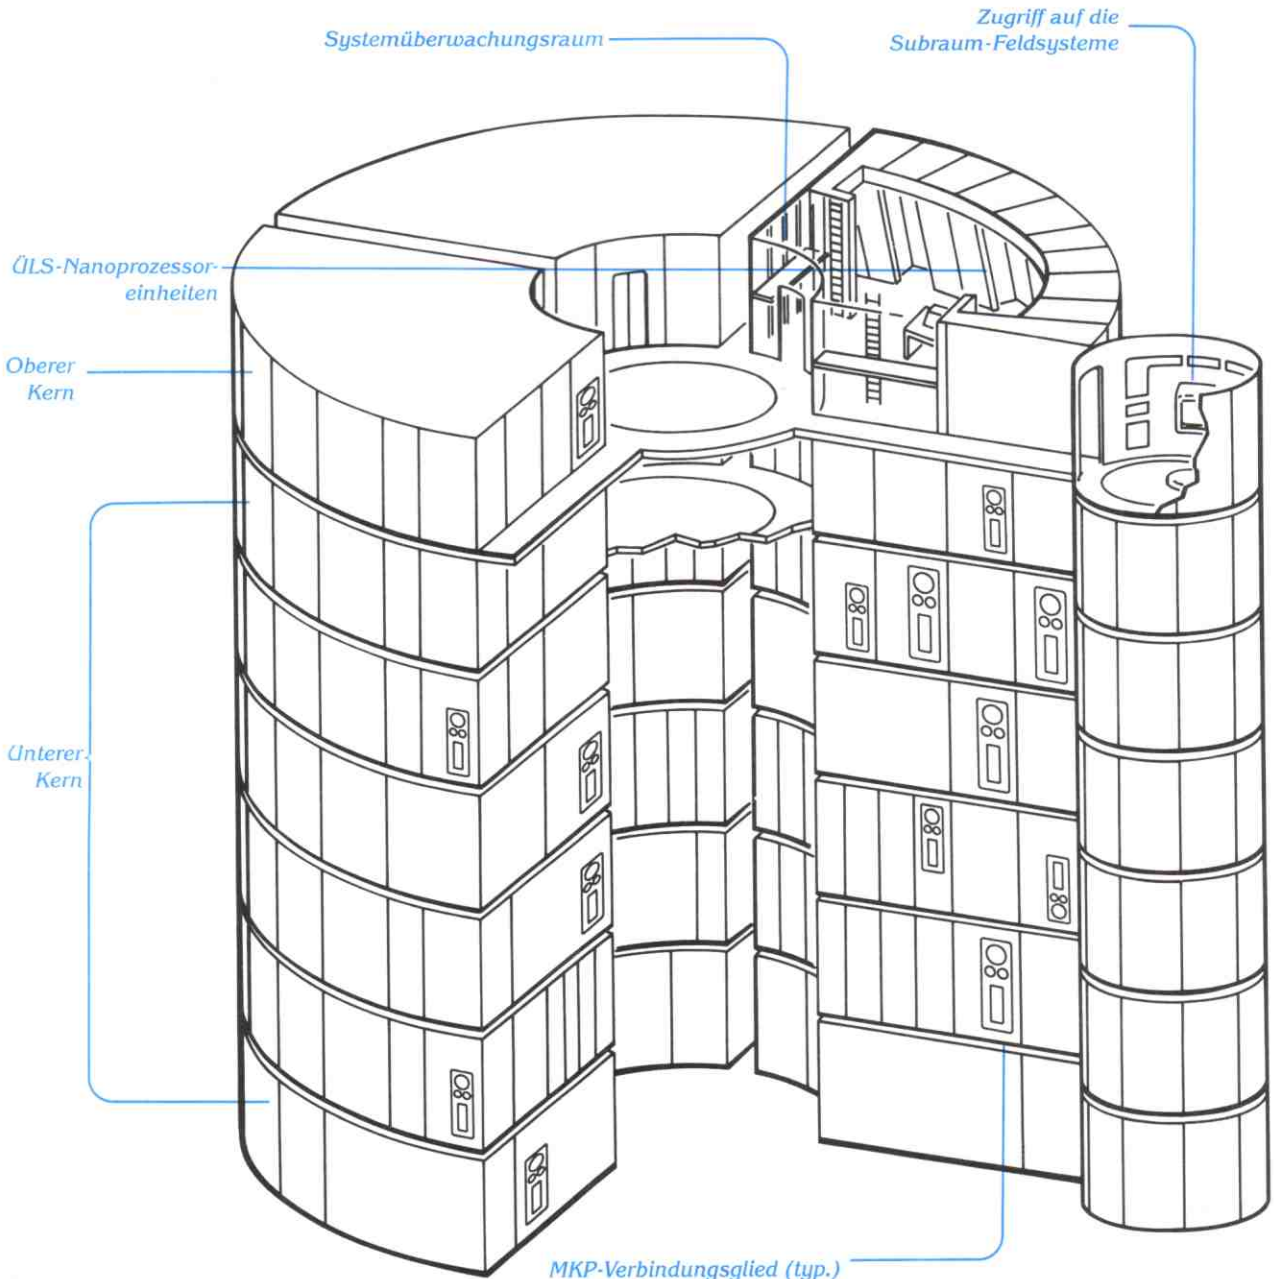 Zugriff auf die
Subraum-Feldsysteme
Systemüberwachungsraum
ÜLS-Nanoprozessor-
einheiten
Oberer
Kern
Unterer
Kern
MKP-Verbindungsglied (typ.)